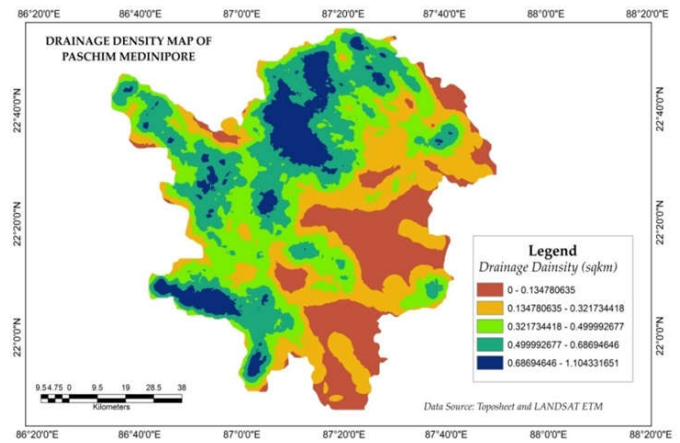 86°20'0"E 86°40'0"E 87°0'0"E 87°20'0"E 87°40'0"E 88°0'0"E 88°20'0"E
DRAINAGE DENSITY MAP OF
PASCHIM MEDINIPORE
22°40'0"N 22°40'0"N
22°20'0"N 22°20'0"N
22°0'0"N 22°0'0"N
Legend
Drainage Dainsity (sqkm)
0 - 0.134780635
0.134780635 - 0.321734418
0.321734418 - 0.499992677
0.499992677 - 0.68694646
0.68694646 - 1.104331651
9.5 4.75 0 9.5 19 28.5 38
Kilometers
Data Source: Toposheet and LANDSAT ETM
86°20'0"E 86°40'0"E 87°0'0"E 87°20'0"E 87°40'0"E 88°0'0"E 88°20'0"E